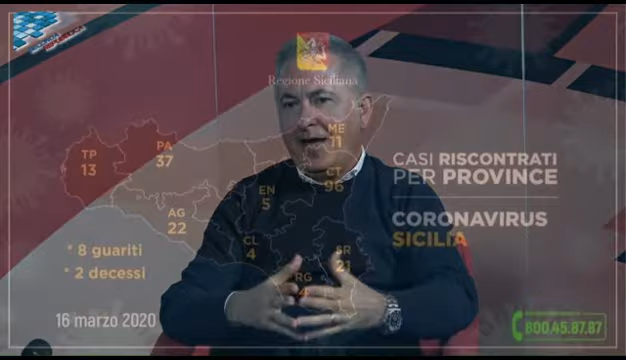 Regione Siciliana
ME
11
PA
37
TP
13
CT
96
EN
5
AG
22
CL
4
SR
21
RG
4
CASI RISCONTRATI
PER PROVINCE
CORONAVIRUS
SICILIA
* 8 guariti
* 2 decessi
16 marzo 2020
800.45.87.87